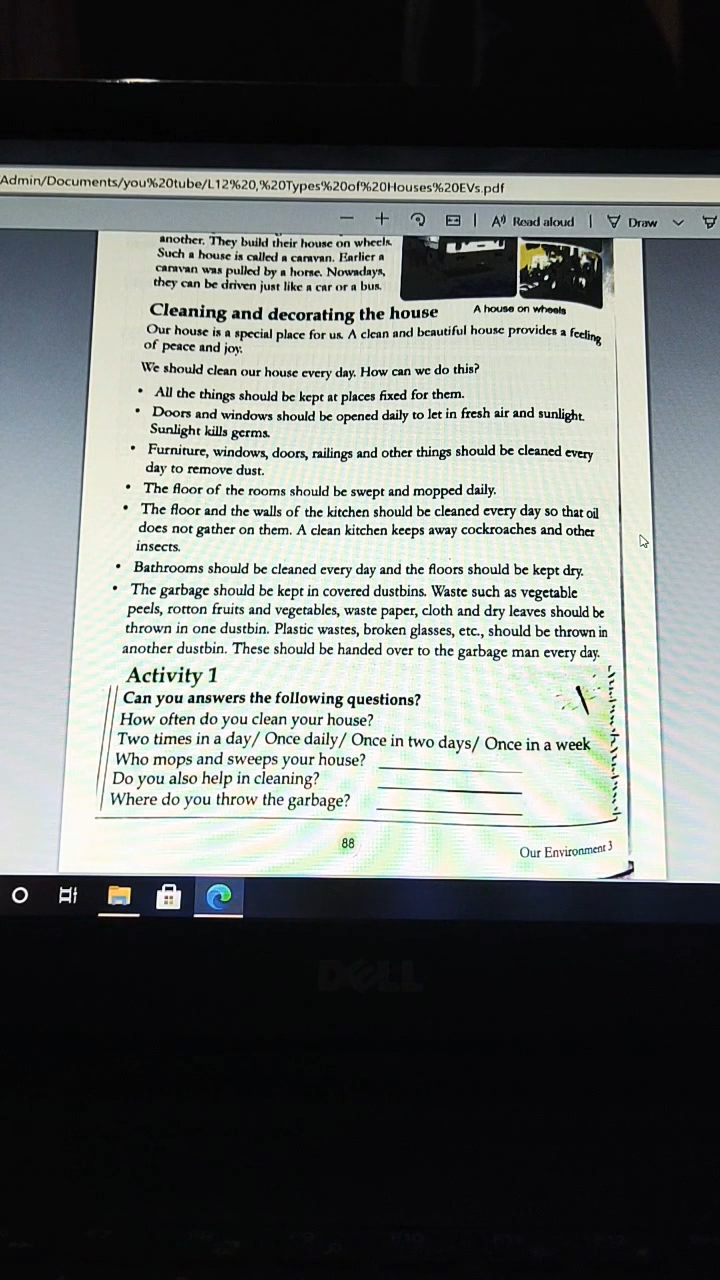 Admin/Documents/you%20tube/L12%20,%20Types%20of%20Houses%20EVs.pdf
Read aloud
Draw
another. They build their house on wheels.
Such a house is called a caravan. Earlier a
caravan was pulled by a horse. Nowadays,
they can be driven just like a car or a bus.
A house on wheels
Cleaning and decorating the house
Our house is a special place for us. A clean and beautiful house provides a feeling
of peace and joy.
We should clean our house every day. How can we do this?
• All the things should be kept at places fixed for them.
• Doors and windows should be opened daily to let in fresh air and sunlight.
Sunlight kills germs.
• Furniture, windows, doors, railings and other things should be cleaned every
day to remove dust.
• The floor of the rooms should be swept and mopped daily.
• The floor and the walls of the kitchen should be cleaned every day so that oil
does not gather on them. A clean kitchen keeps away cockroaches and other
insects.
• Bathrooms should be cleaned every day and the floors should be kept dry.
• The garbage should be kept in covered dustbins. Waste such as vegetable
peels, rotton fruits and vegetables, waste paper, cloth and dry leaves should be
thrown in one dustbin. Plastic wastes, broken glasses, etc., should be thrown in
another dustbin. These should be handed over to the garbage man every day.
Activity 1
Can you answers the following questions?
How often do you clean your house?
Two times in a day/ Once daily/ Once in two days/ Once in a week
Who mops and sweeps your house?
Do you also help in cleaning?
Where do you throw the garbage?
88
Our Environment 3
DELL